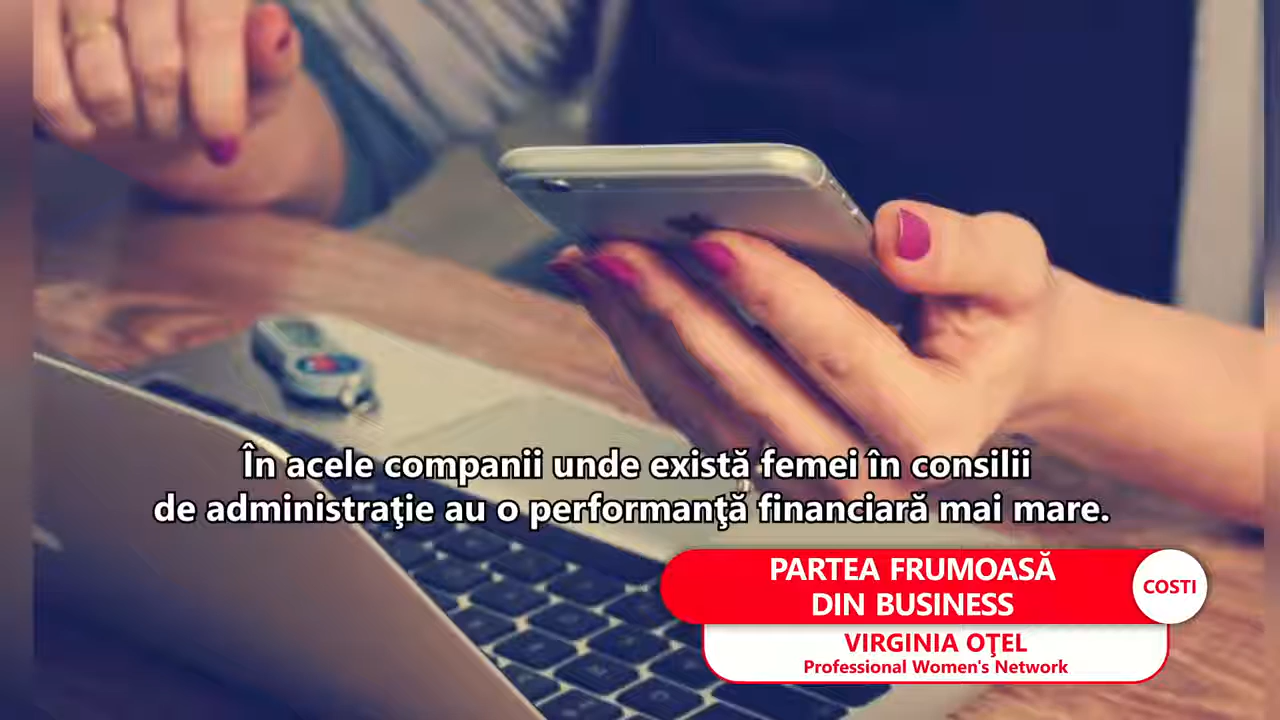 În acele companii unde există femei în consilii
de administraţie au o performanţă financiară mai mare.
PARTEA FRUMOASĂ
DIN BUSINESS
COSTI
VIRGINIA OŢEL
Professional Women's Network